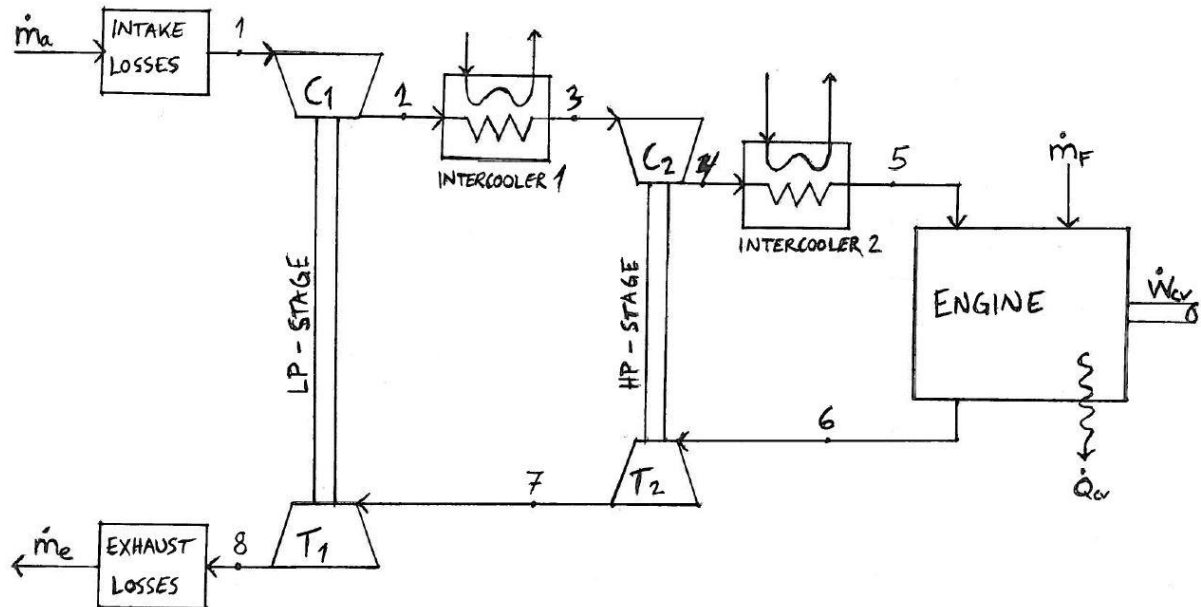 ṁa
INTAKE
LOSSES
1
C1
2
INTERCOOLER 1
3
C2
4
INTERCOOLER 2
5
ṁF
ENGINE
Ẇcv
Q̇cv
LP-STAGE
HP-STAGE
6
T2
7
T1
8
EXHAUST
LOSSES
ṁe